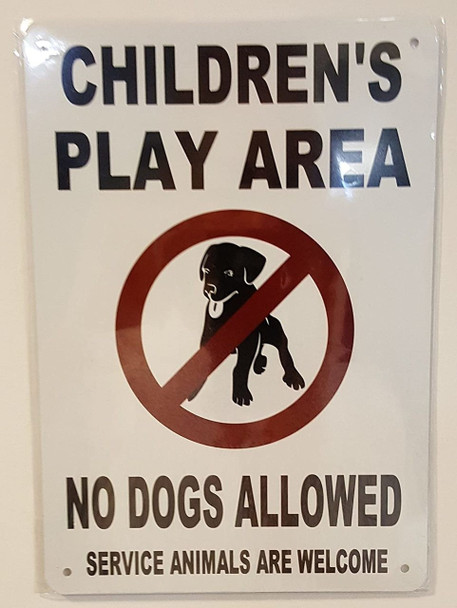 CHILDREN'S
PLAY AREA
NO DOGS ALLOWED
SERVICE ANIMALS ARE WELCOME